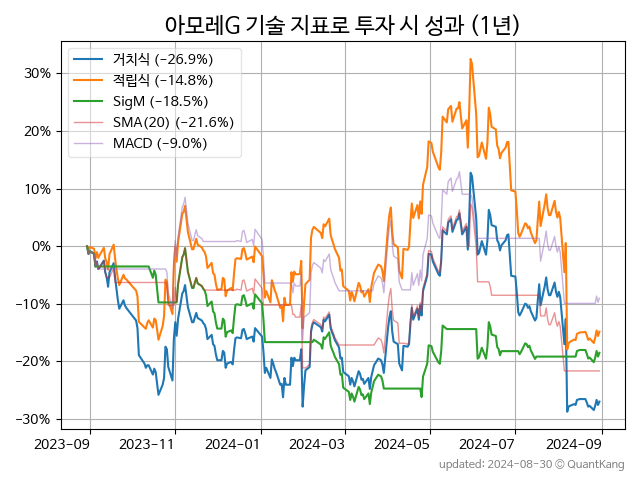 아모레G 기술 지표로 투자 시 성과 (1년)
거치식 (−26.9%)
적립식 (−14.8%)
SigM (−18.5%)
SMA(20) (−21.6%)
MACD (−9.0%)
30%
20%
10%
0%
−10%
−20%
−30%
2023-09 2023-11 2024-01 2024-03 2024-05 2024-07 2024-09
updated: 2024-08-30 © QuantKang